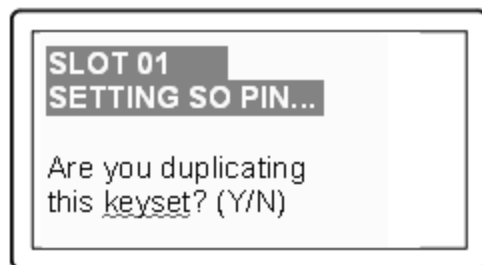 SLOT 01
SETTING SO PIN...
Are you duplicating
this keyset? (Y/N)